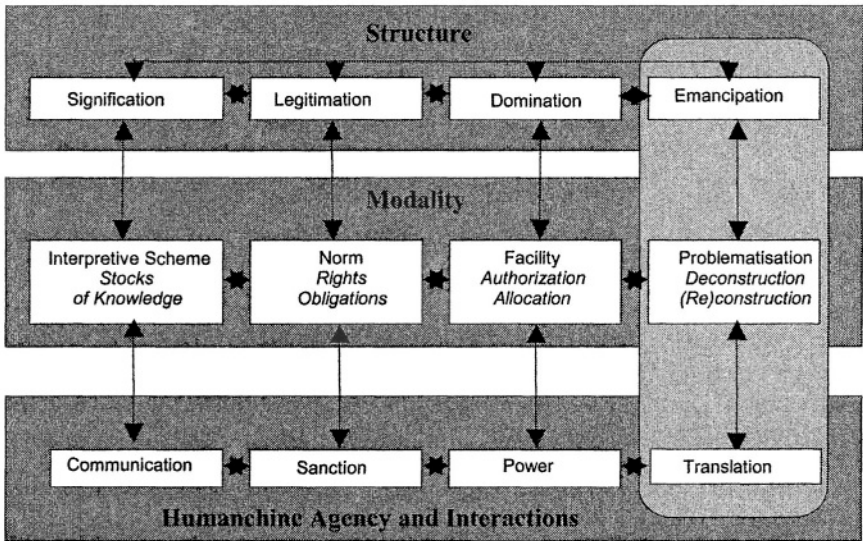 Structure
Signification
Legitimation
Domination
Emancipation
Modality
Interpretive Scheme
Stocks
of Knowledge
Norm
Rights
Obligations
Facility
Authorization
Allocation
Problematisation
Deconstruction
(Re)construction
Communication
Sanction
Power
Translation
Humanchine Agency and Interactions